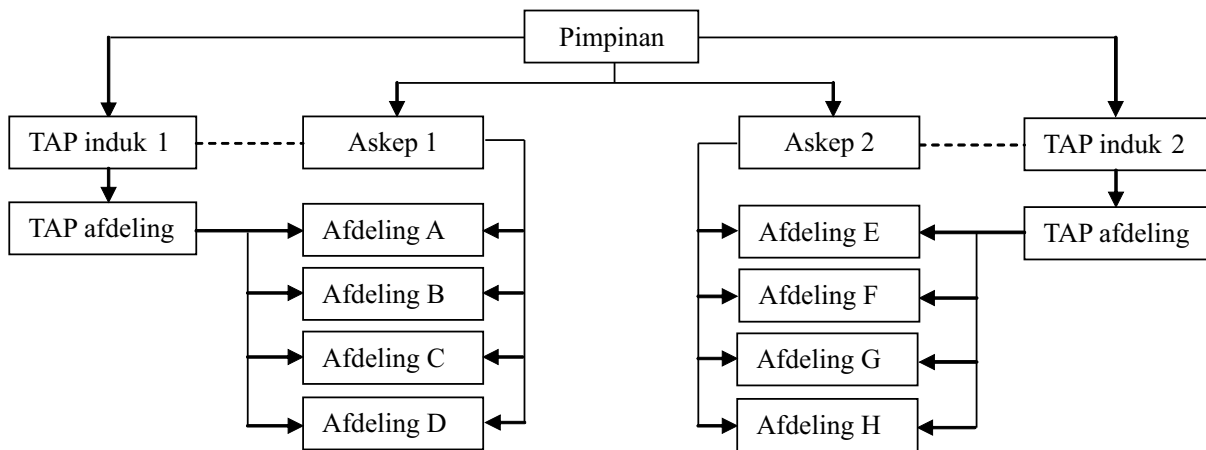 Pimpinan
TAP induk 1
Askep 1
Askep 2
TAP induk 2
TAP afdeling
Afdeling A
Afdeling E
TAP afdeling
Afdeling B
Afdeling F
Afdeling C
Afdeling G
Afdeling D
Afdeling H